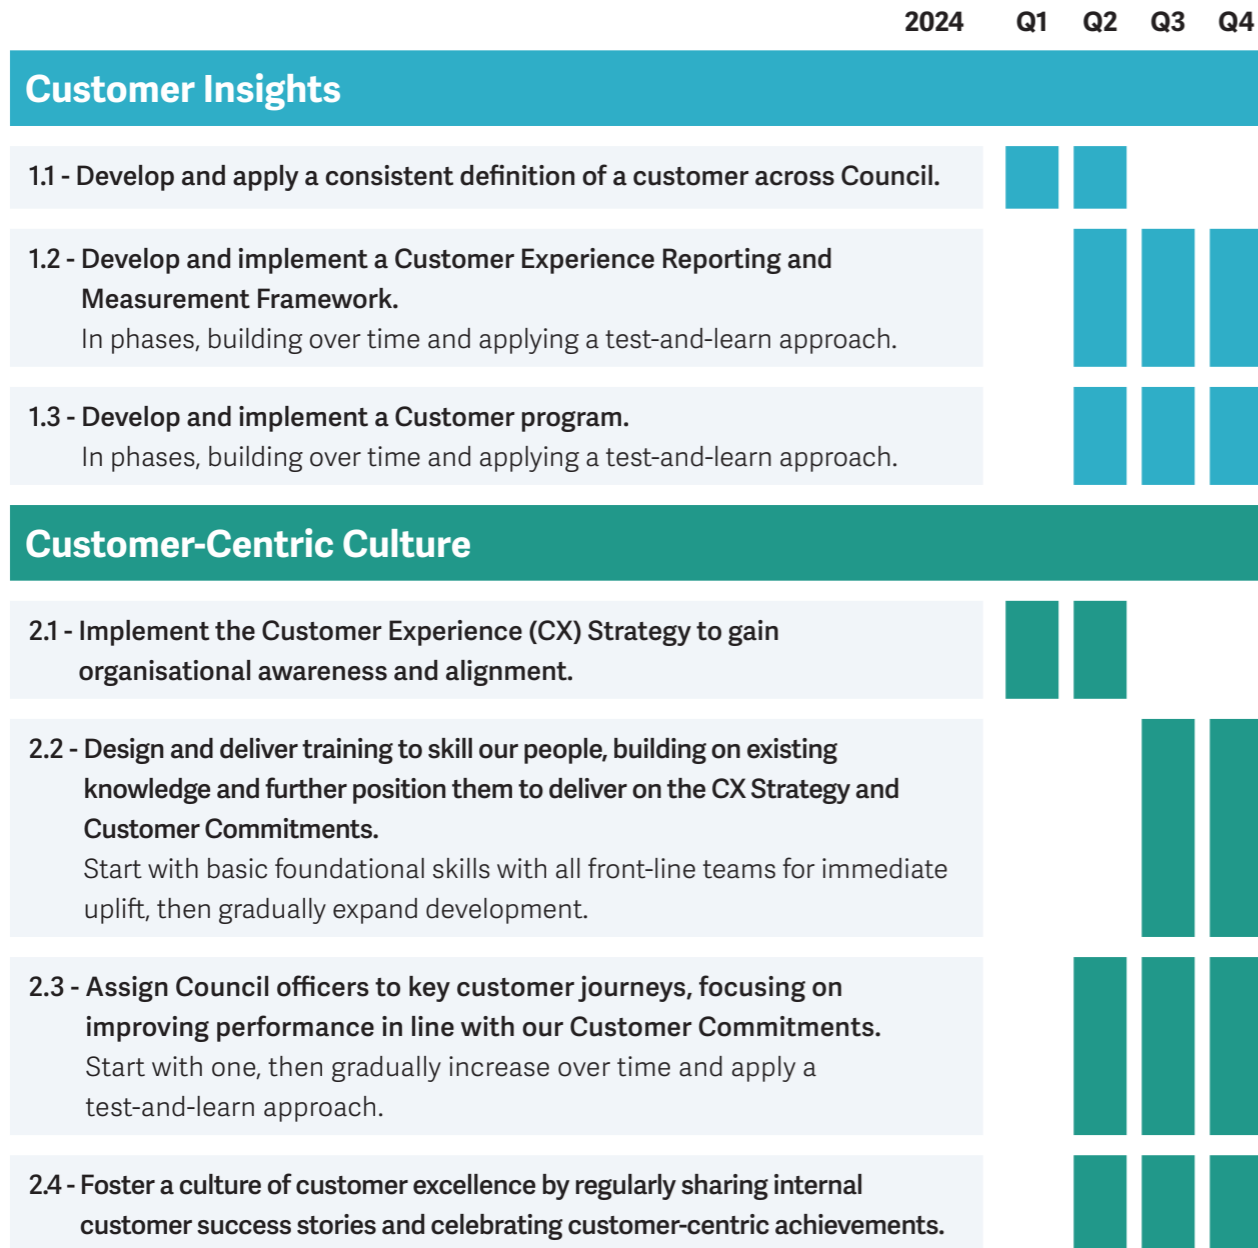 2024 Q1 Q2 Q3 Q4
Customer Insights
1.1 - Develop and apply a consistent definition of a customer across Council.
1.2 - Develop and implement a Customer Experience Reporting and
Measurement Framework.
In phases, building over time and applying a test-and-learn approach.
1.3 - Develop and implement a Customer program.
In phases, building over time and applying a test-and-learn approach.
Customer-Centric Culture
2.1 - Implement the Customer Experience (CX) Strategy to gain
organisational awareness and alignment.
2.2 - Design and deliver training to skill our people, building on existing
knowledge and further position them to deliver on the CX Strategy and
Customer Commitments.
Start with basic foundational skills with all front-line teams for immediate
uplift, then gradually expand development.
2.3 - Assign Council officers to key customer journeys, focusing on
improving performance in line with our Customer Commitments.
Start with one, then gradually increase over time and apply a
test-and-learn approach.
2.4 - Foster a culture of customer excellence by regularly sharing internal
customer success stories and celebrating customer-centric achievements.